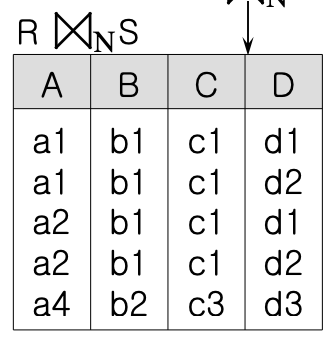 ⋈N
R ⋈N S
A B C D
a1 b1 c1 d1
a1 b1 c1 d2
a2 b1 c1 d1
a2 b1 c1 d2
a4 b2 c3 d3